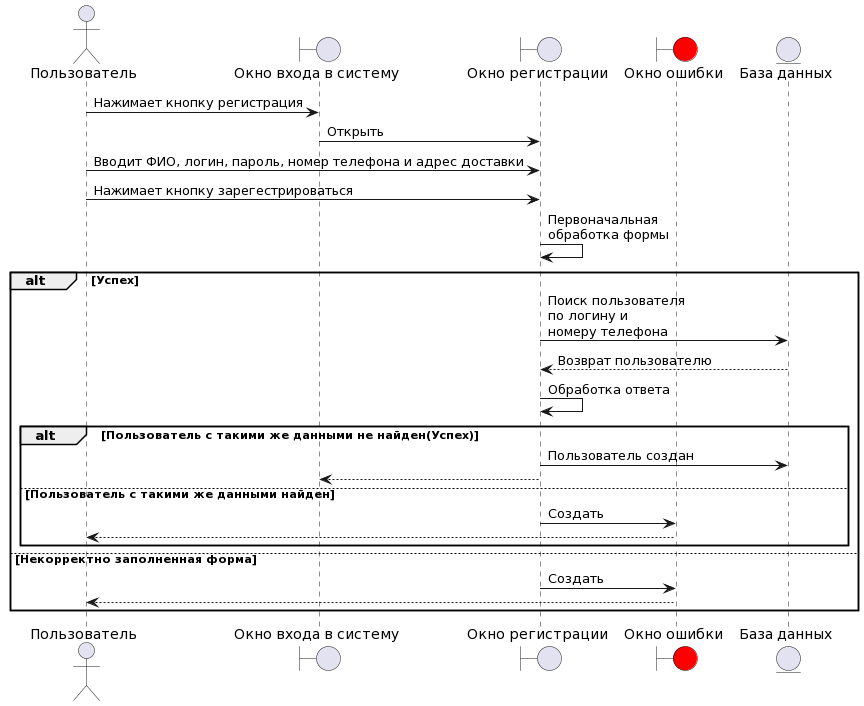 Пользователь
Окно входа в систему
Окно регистрации
Окно ошибки
База данных
Нажимает кнопку регистрация
Открыть
Вводит ФИО, логин, пароль, номер телефона и адрес доставки
Нажимает кнопку зарегестрироваться
Первоначальная
обработка формы
alt
[Успех]
Поиск пользователя
по логину и
номеру телефона
Возврат пользователю
Обработка ответа
alt
[Пользователь с такими же данными не найден(Успех)]
Пользователь создан
[Пользователь с такими же данными найден]
Создать
[Некорректно заполненная форма]
Создать
Пользователь
Окно входа в систему
Окно регистрации
Окно ошибки
База данных